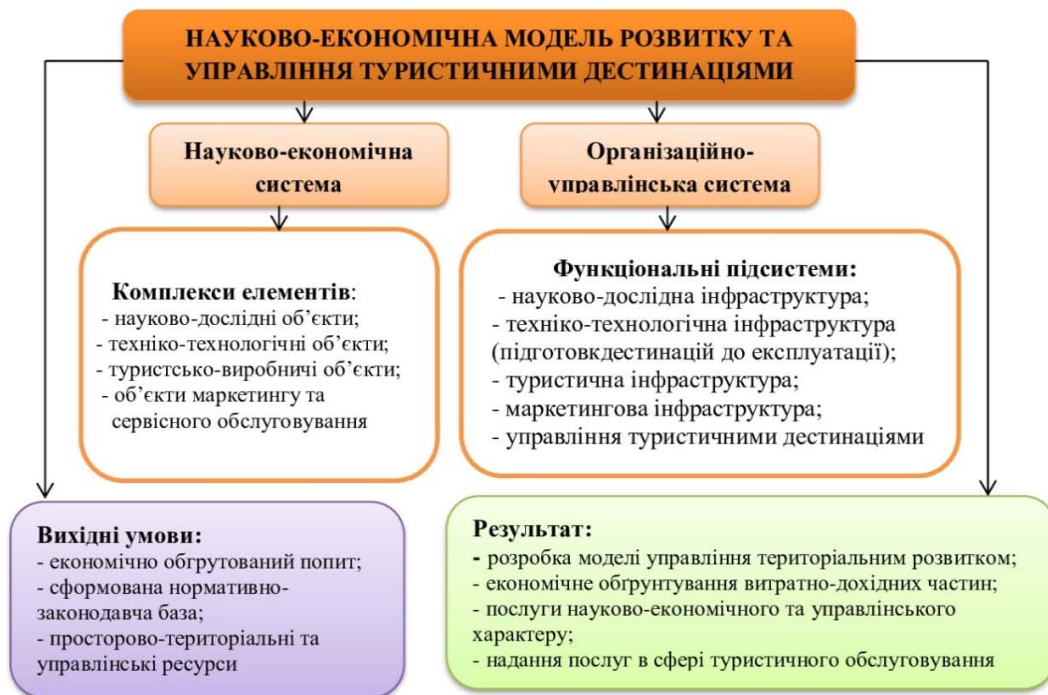 НАУКОВО-ЕКОНОМІЧНА МОДЕЛЬ РОЗВИТКУ ТА
УПРАВЛІННЯ ТУРИСТИЧНИМИ ДЕСТИНАЦІЯМИ
Науково-економічна
система
Організаційно-
управлінська система
Комплекси елементів:
- науково-дослідні об’єкти;
- техніко-технологічні об’єкти;
- туристсько-виробничі об’єкти;
- об’єкти маркетингу та
сервісного обслуговування
Функціональні підсистеми:
- науково-дослідна інфраструктура;
- техніко-технологічна інфраструктура
(підготовкдестинацій до експлуатації);
- туристична інфраструктура;
- маркетингова інфраструктура;
- управління туристичними дестинаціями
Вихідні умови:
- економічно обгрутований попит;
- сформована нормативно-
законодавча база;
- просторово-територіальні та
управлінські ресурси
Результат:
- розробка моделі управління територіальним розвитком;
- економічне обґрунтування витратно-дохідних частин;
- послуги науково-економічного та управлінського
характеру;
- надання послуг в сфері туристичного обслуговування